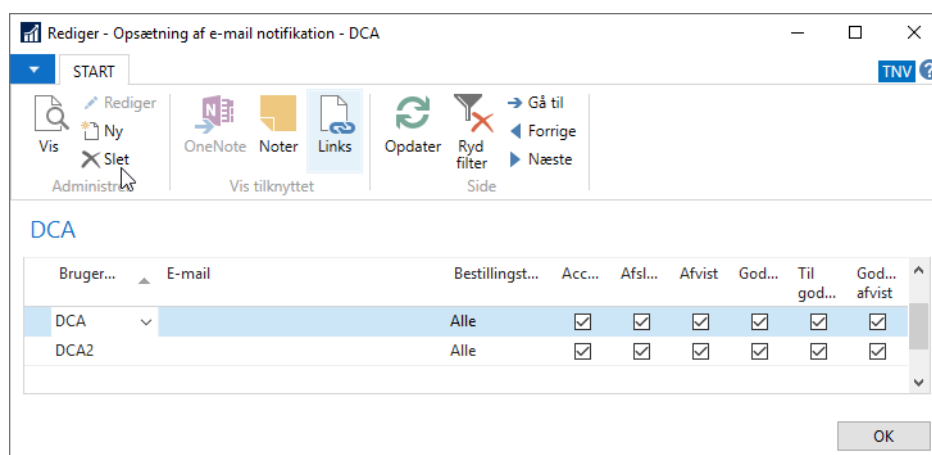 Rediger - Opsætning af e-mail notifikation - DCA
START
TNV
Vis
Rediger
Ny
Slet
OneNote
Noter
Links
Opdater
Ryd
filter
Gå til
Forrige
Næste
Vis tilknyttet
Side
DCA
Bruger... E-mail Bestillingst... Acc... Afsl... Afvist God... Til god... God... afvist
DCA Alle
DCA2 Alle
OK